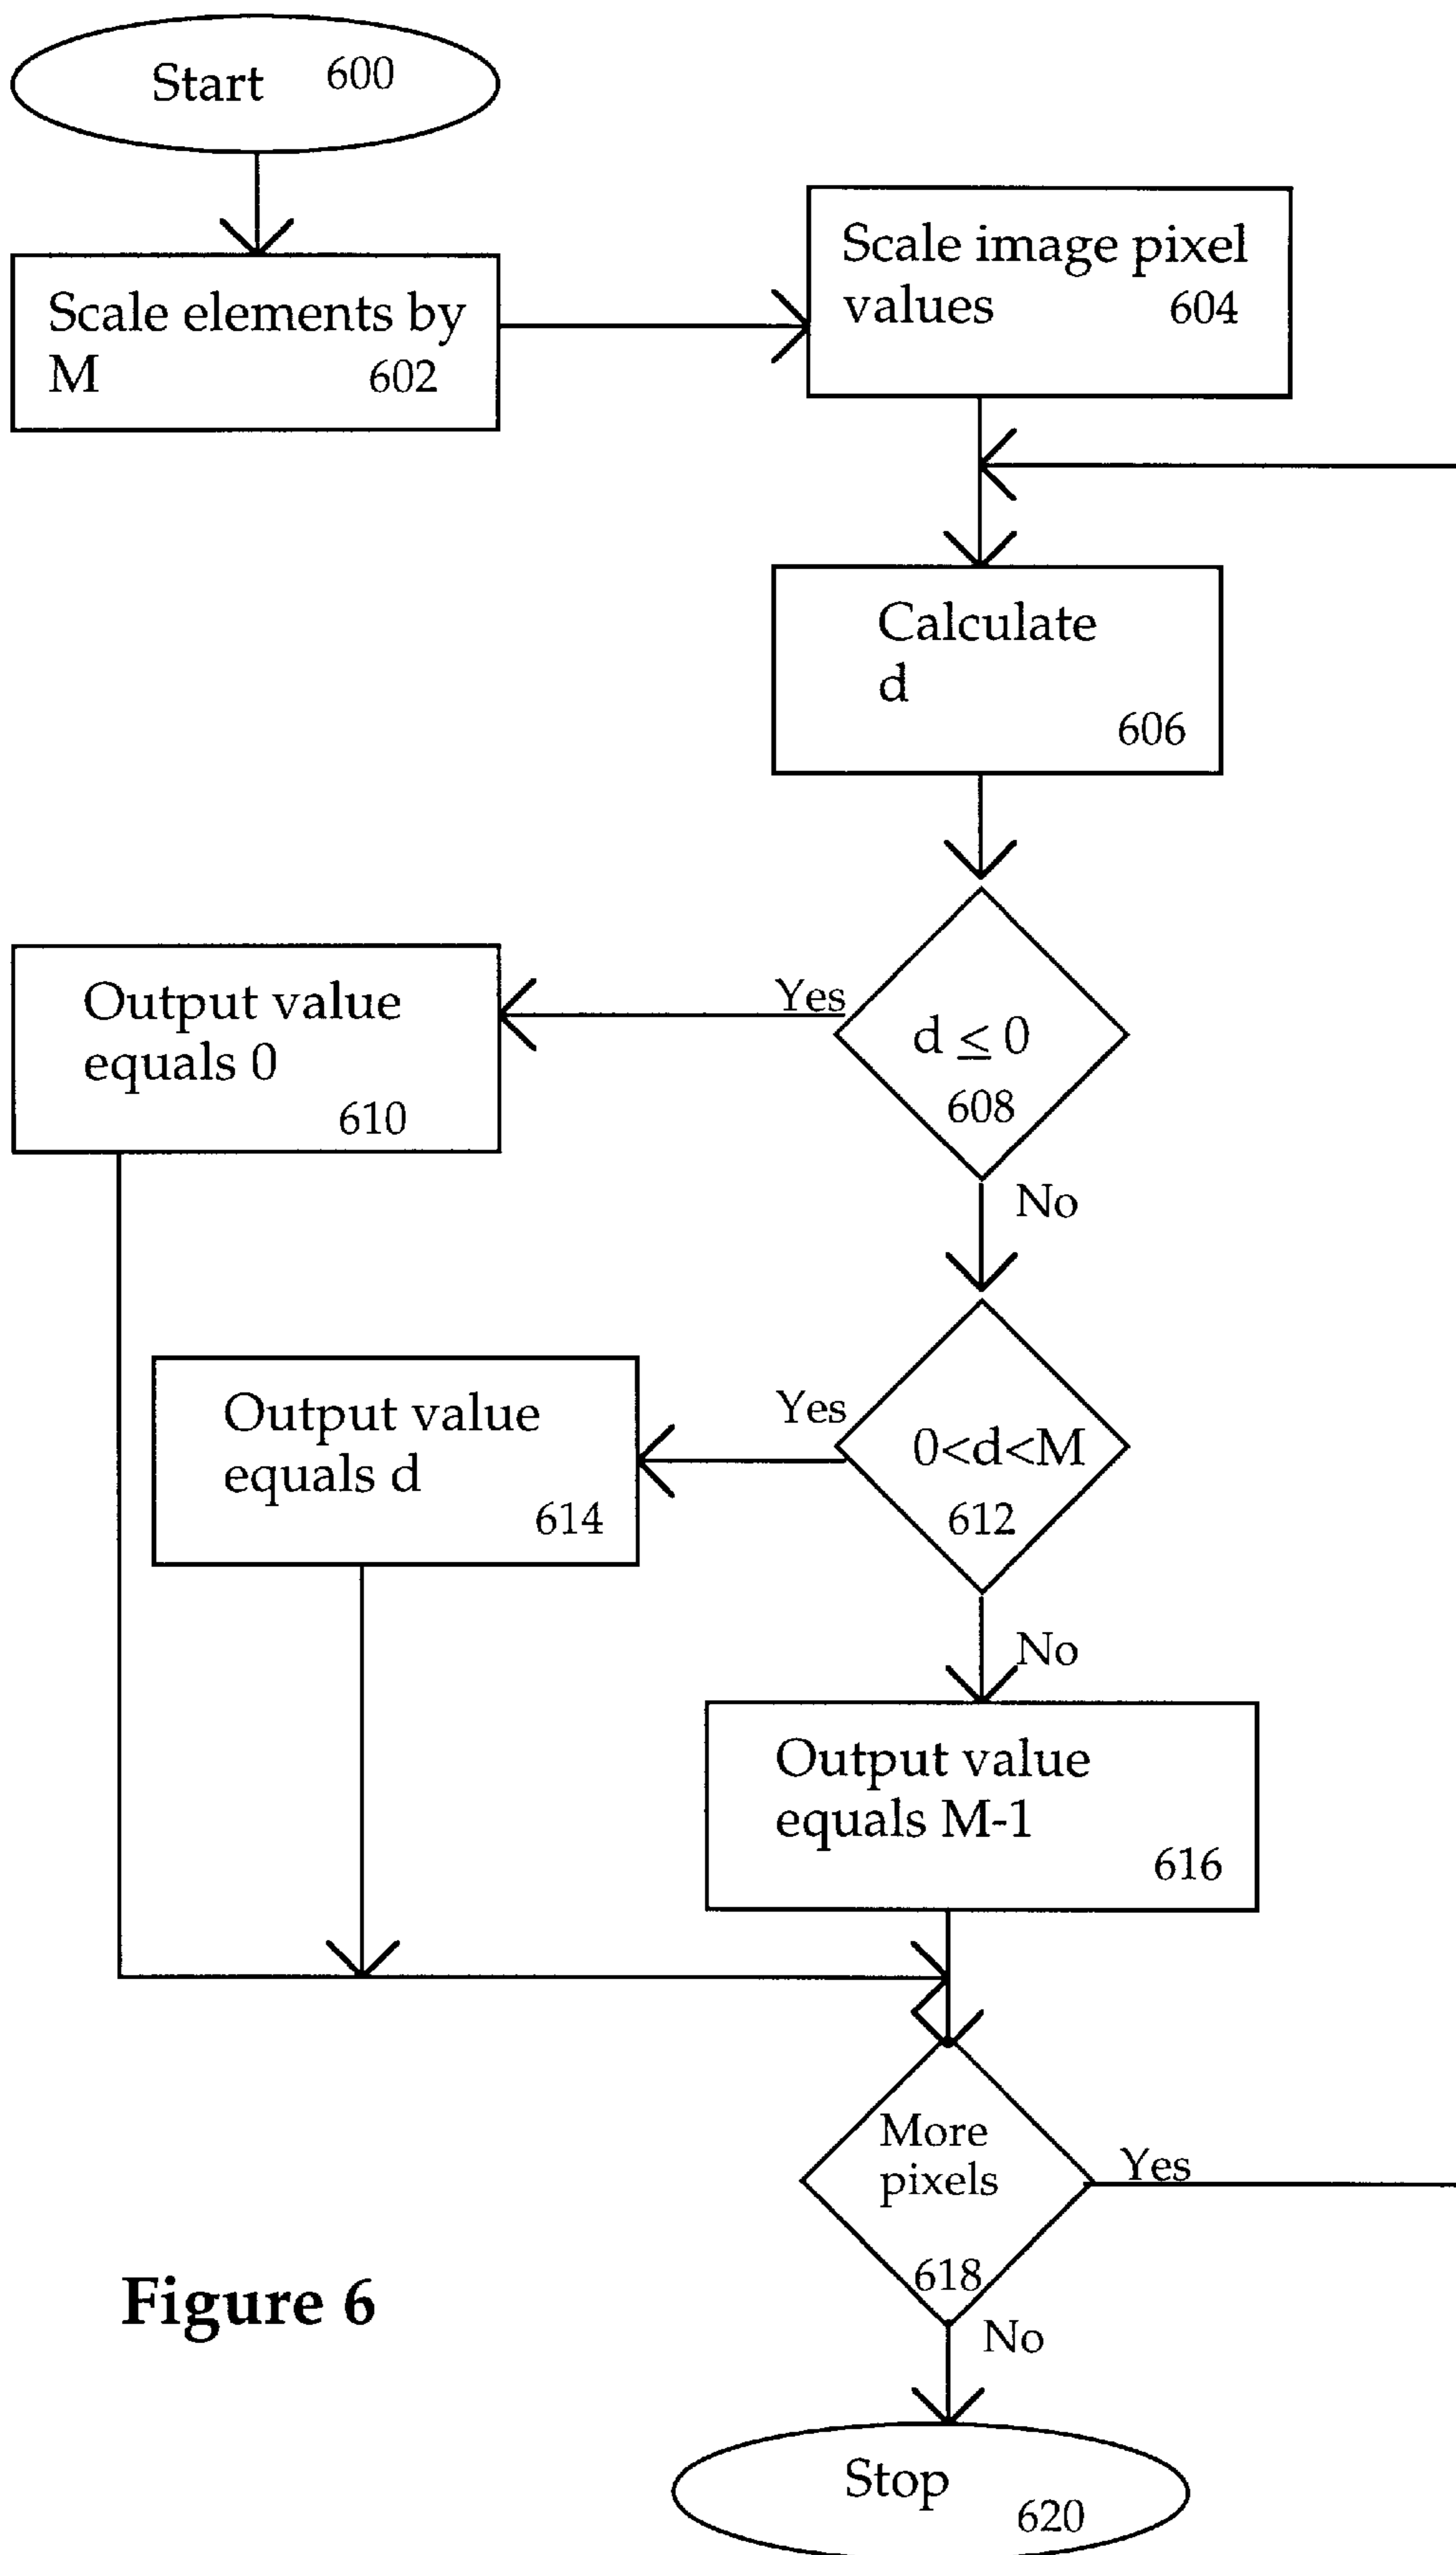 Start 600
Scale elements by
M 602
Scale image pixel
values 604
Calculate
d
606
Yes
d ≤ 0
608
Output value
equals 0
610
No
Yes
0<d<M
612
Output value
equals d
614
No
Output value
equals M-1
616
More
pixels
618
Yes
No
Figure 6
Stop
620